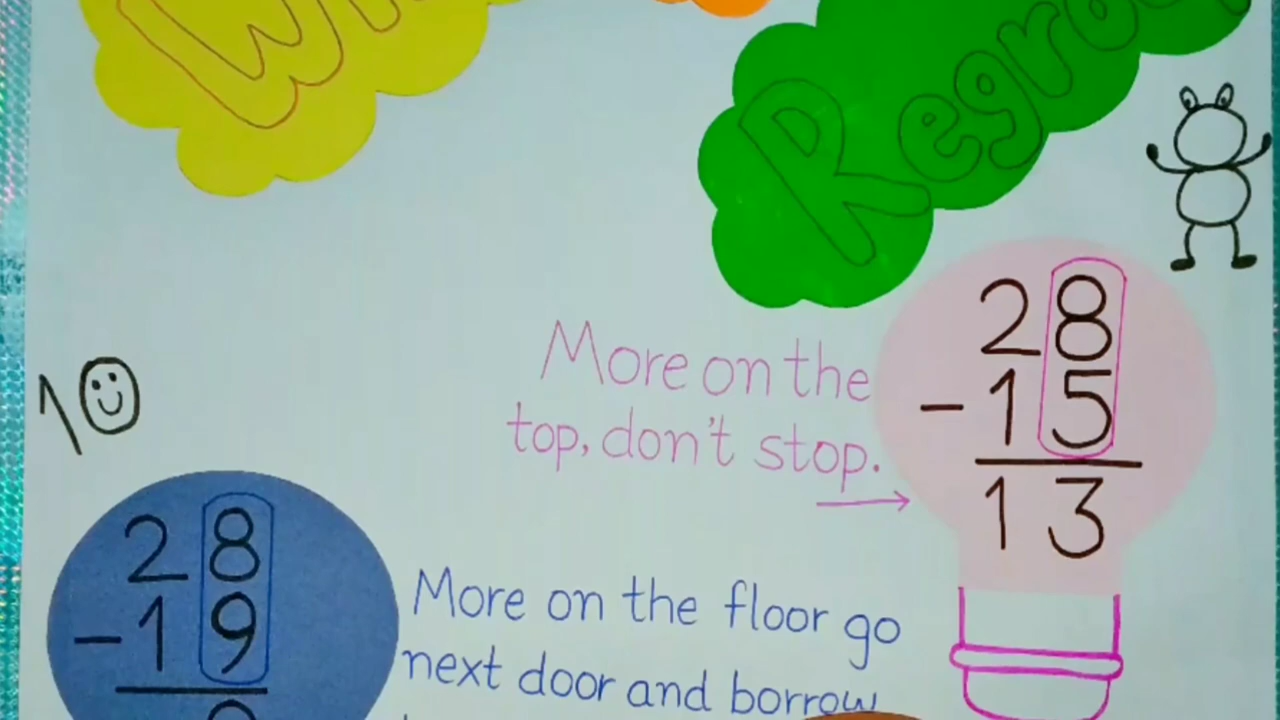 More on the
top, don't stop.
28
-15
13
10
28
-19
More on the floor go
next door and borrow